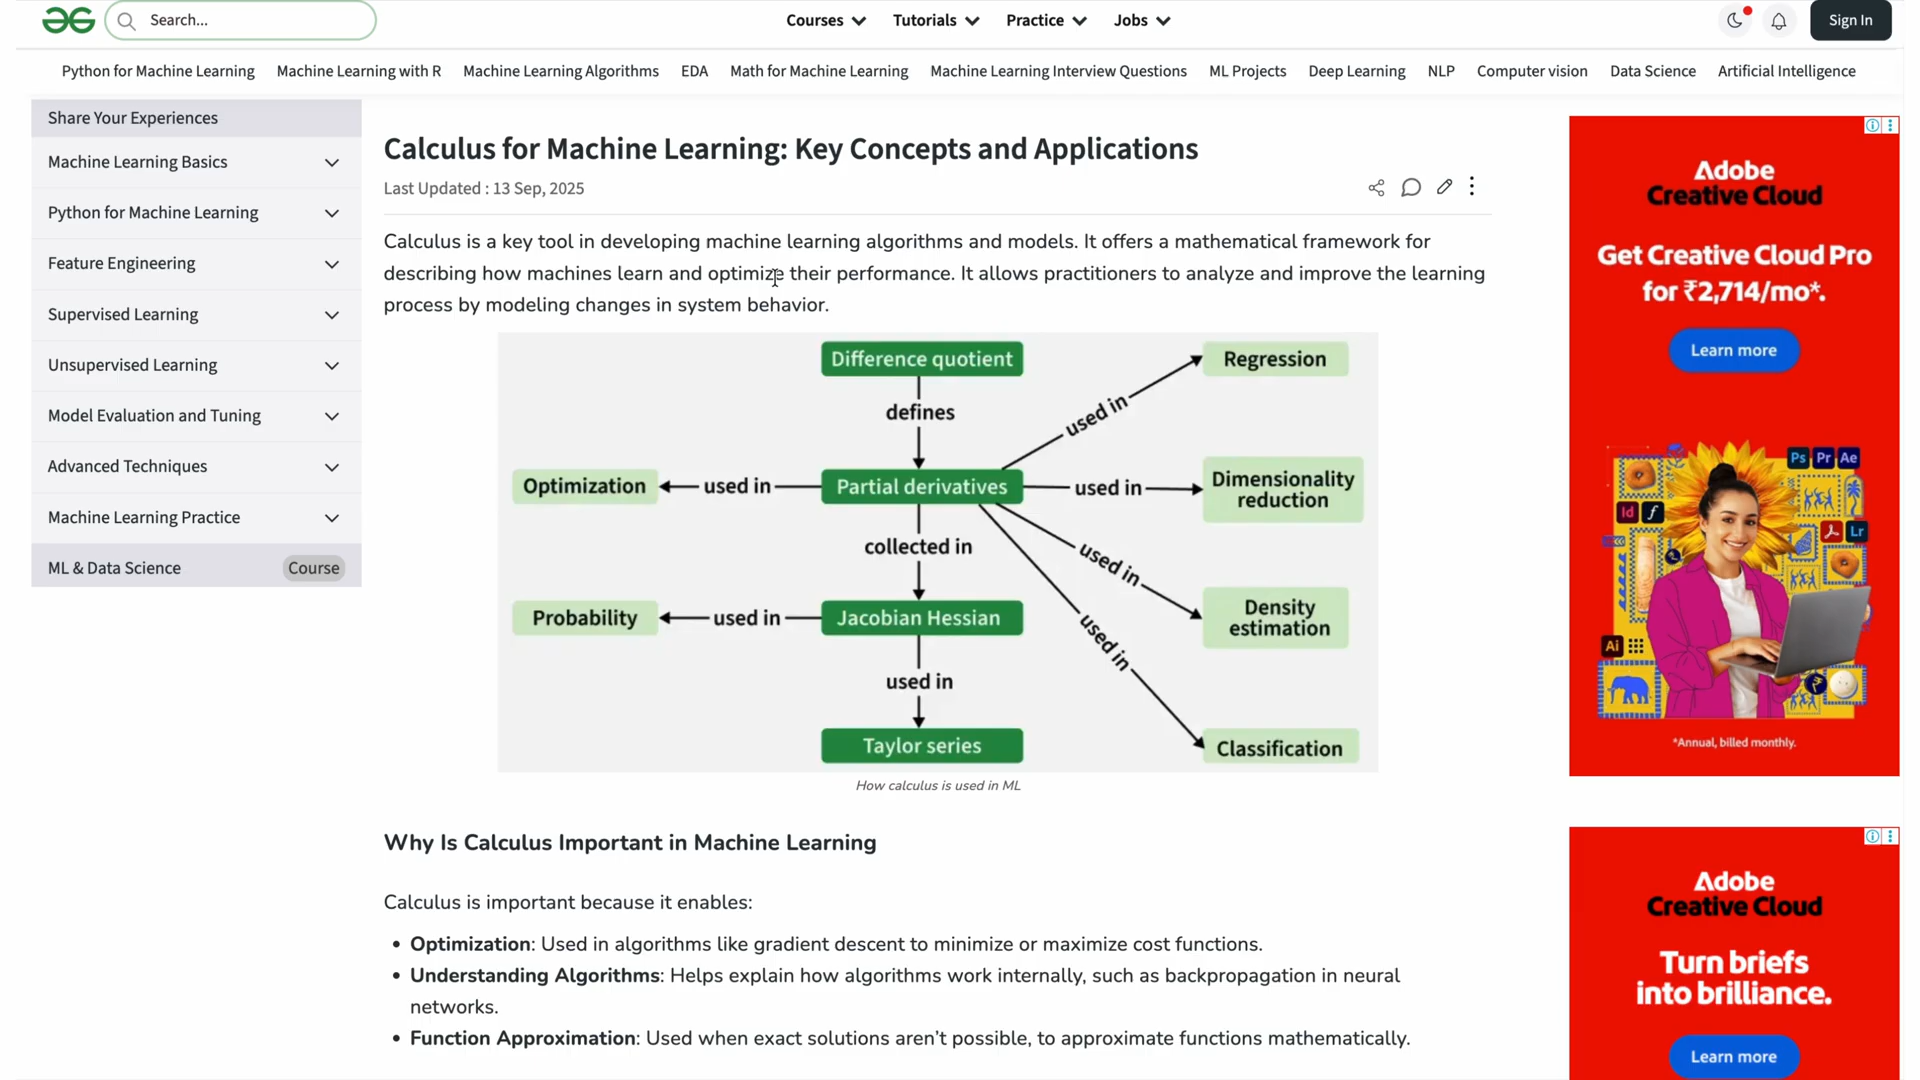 Search...
Courses
Tutorials
Practice
Jobs
Sign In
Python for Machine Learning
Machine Learning with R
Machine Learning Algorithms
EDA
Math for Machine Learning
Machine Learning Interview Questions
ML Projects
Deep Learning
NLP
Computer vision
Data Science
Artificial Intelligence
Share Your Experiences
Machine Learning Basics
Python for Machine Learning
Feature Engineering
Supervised Learning
Unsupervised Learning
Model Evaluation and Tuning
Advanced Techniques
Machine Learning Practice
ML & Data Science
Course
Calculus for Machine Learning: Key Concepts and Applications
Last Updated : 13 Sep, 2025
Calculus is a key tool in developing machine learning algorithms and models. It offers a mathematical framework for
describing how machines learn and optimize their performance. It allows practitioners to analyze and improve the learning
process by modeling changes in system behavior.
Difference quotient
Regression
defines
used in
Optimization
used in
Partial derivatives
used in
Dimensionality
reduction
collected in
used in
Probability
used in
Jacobian Hessian
used in
Density
estimation
used in
Taylor series
Classification
How calculus is used in ML
Why Is Calculus Important in Machine Learning
Calculus is important because it enables:
• Optimization: Used in algorithms like gradient descent to minimize or maximize cost functions.
• Understanding Algorithms: Helps explain how algorithms work internally, such as backpropagation in neural
networks.
• Function Approximation: Used when exact solutions aren't possible, to approximate functions mathematically.
Adobe
Creative Cloud
Get Creative Cloud Pro
for ₹2,714/mo*.
Learn more
Ps
Pr
Ae
Id
Lr
Ai
*Annual, billed monthly.
Adobe
Creative Cloud
Turn briefs
into brilliance.
Learn more